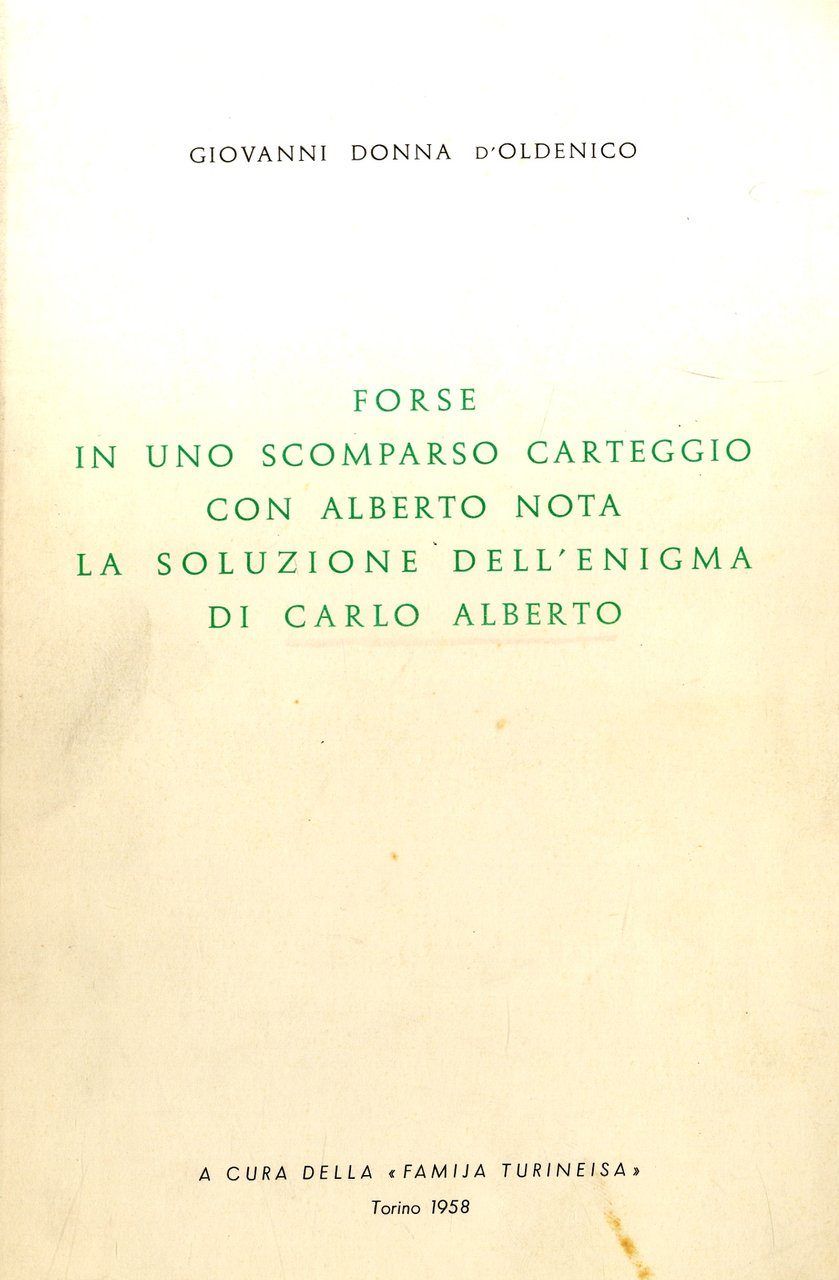 GIOVANNI DONNA D'OLDENICO
FORSE
IN UNO SCOMPARSO CARTEGGIO
CON ALBERTO NOTA
LA SOLUZIONE DELL'ENIGMA
DI CARLO ALBERTO
A CURA DELLA «FAMIJA TURINEISA»
Torino 1958